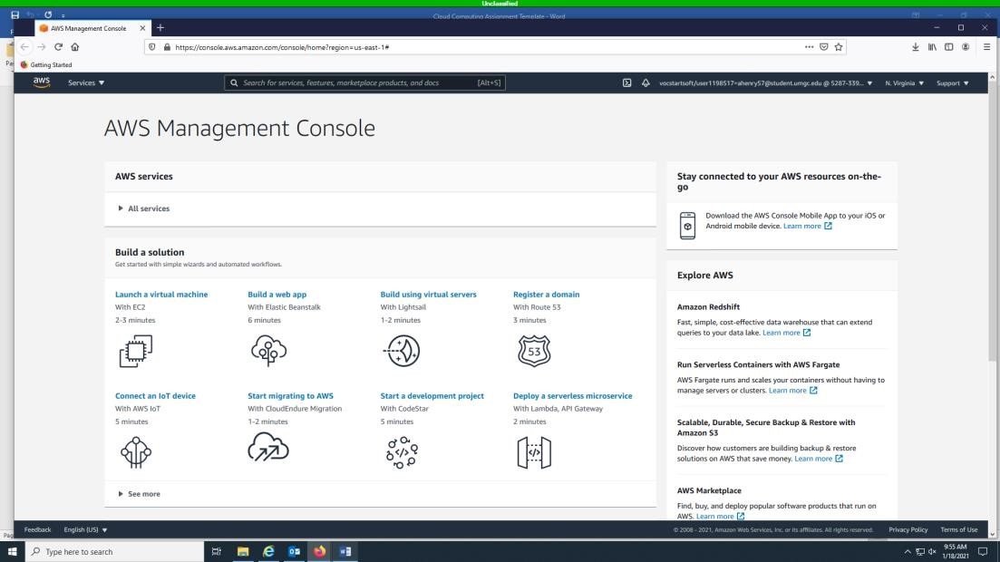 Unclassified
Cloud Computing Assignment Template - Word
AWS Management Console
https://console.aws.amazon.com/console/home?region=us-east-1#
Getting Started
aws
Services
Search for services, features, marketplace products, and docs
[Alt+S]
vocstartsoft/user1198517=ahenry57@student.umgc.edu @ 5287-339...
N. Virginia
Support
AWS Management Console
AWS services
All services
Build a solution
Get started with simple wizards and automated workflows.
Launch a virtual machine
With EC2
2-3 minutes
Build a web app
With Elastic Beanstalk
6 minutes
Build using virtual servers
With Lightsail
1-2 minutes
Register a domain
With Route 53
3 minutes
53
Connect an IoT device
With AWS IoT
5 minutes
Start migrating to AWS
With CloudEndure Migration
1-2 minutes
Start a development project
With CodeStar
5 minutes
Deploy a serverless microservice
With Lambda, API Gateway
2 minutes
See more
Stay connected to your AWS resources on-the-
go
Download the AWS Console Mobile App to your iOS or
Android mobile device. Learn more
Explore AWS
Amazon Redshift
Fast, simple, cost-effective data warehouse that can extend
queries to your data lake. Learn more
Run Serverless Containers with AWS Fargate
AWS Fargate runs and scales your containers without having to
manage servers or clusters. Learn more
Scalable, Durable, Secure Backup & Restore with
Amazon S3
Discover how customers are building backup & restore
solutions on AWS that save money. Learn more
AWS Marketplace
Find, buy, and deploy popular software products that run on
AWS. Learn more
Feedback
English (US)
© 2008 - 2021, Amazon Web Services, Inc. or its affiliates. All rights reserved.
Privacy Policy
Terms of Use
Type here to search
9:55 AM
1/18/2021